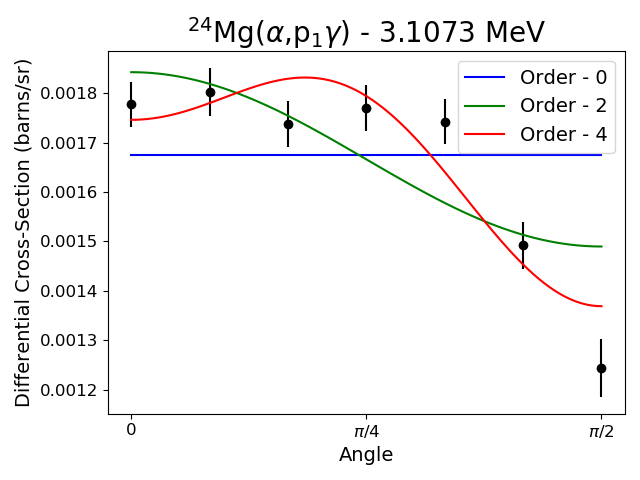 ²⁴Mg(α,p₁γ) - 3.1073 MeV
Differential Cross-Section (barns/sr)
0.0018
0.0017
0.0016
0.0015
0.0014
0.0013
0.0012
Order - 0
Order - 2
Order - 4
0
π/4
π/2
Angle